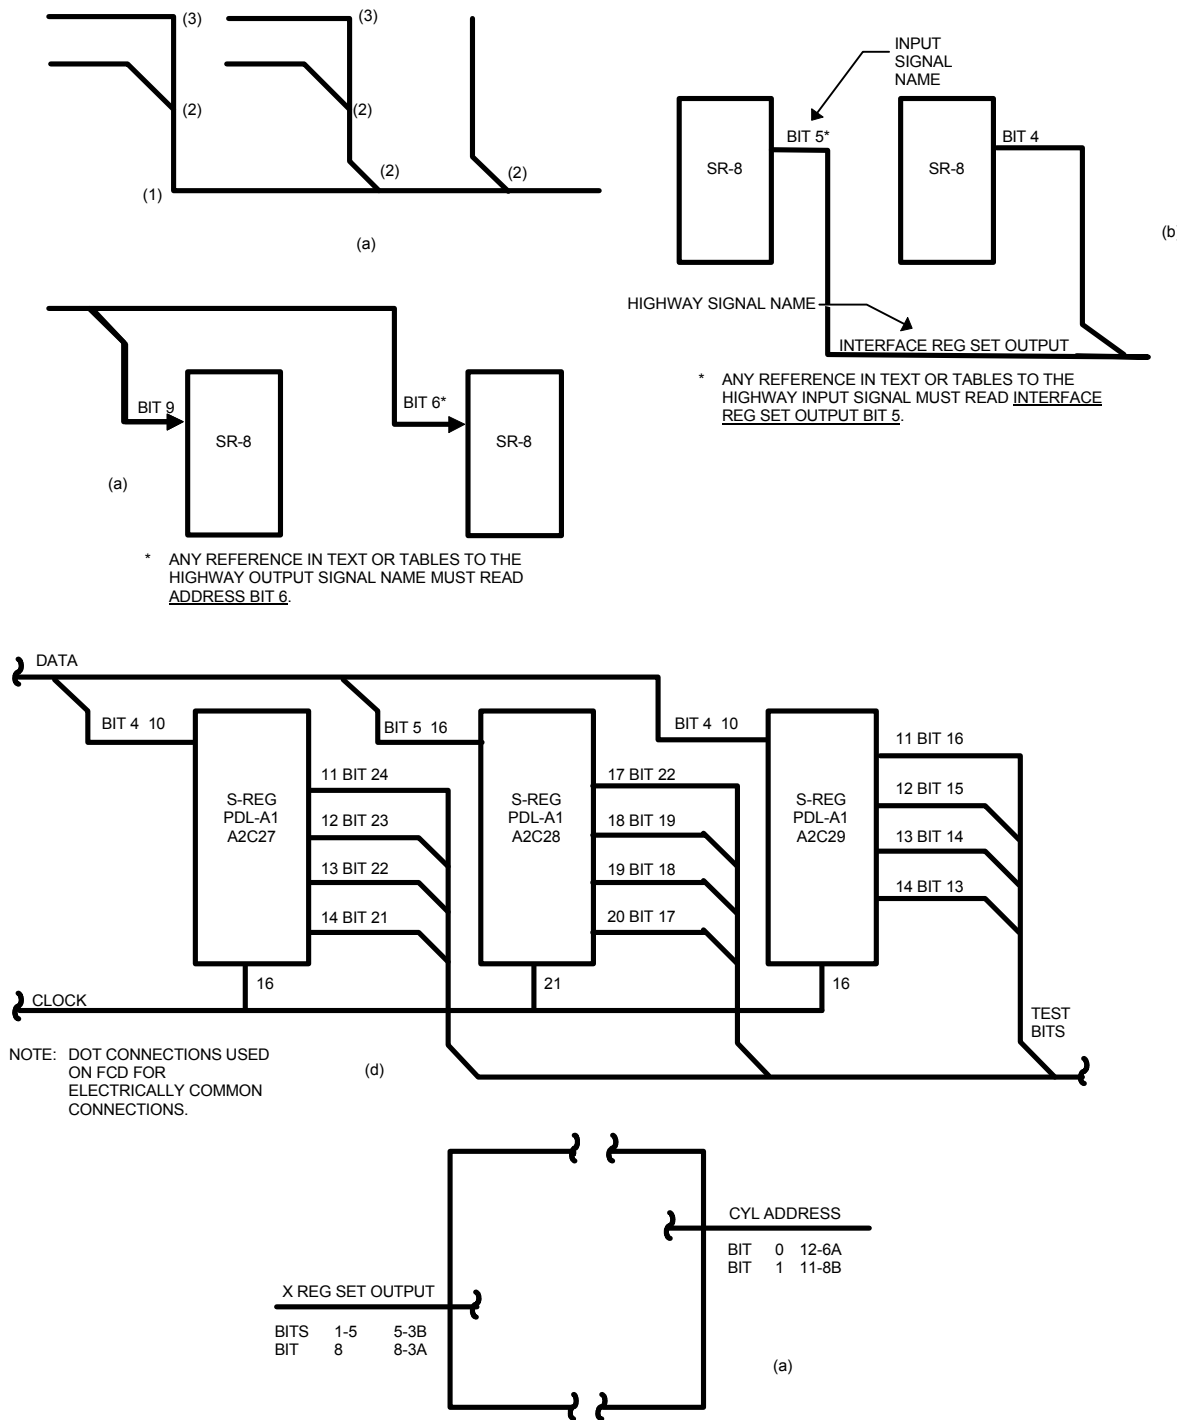 (3)
(3)
(2)
(2)
(2)
(2)
(1)
(a)
INPUT
SIGNAL
NAME
BIT 5*
BIT 4
SR-8
SR-8
(b)
HIGHWAY SIGNAL NAME
INTERFACE REG SET OUTPUT
* ANY REFERENCE IN TEXT OR TABLES TO THE
HIGHWAY INPUT SIGNAL MUST READ INTERFACE
REG SET OUTPUT BIT 5.
BIT 9
BIT 6*
SR-8
SR-8
(a)
* ANY REFERENCE IN TEXT OR TABLES TO THE
HIGHWAY OUTPUT SIGNAL NAME MUST READ
ADDRESS BIT 6.
DATA
BIT 4 10
S-REG
PDL-A1
A2C27
11 BIT 24
12 BIT 23
13 BIT 22
14 BIT 21
16
BIT 5 16
S-REG
PDL-A1
A2C28
17 BIT 22
18 BIT 19
19 BIT 18
20 BIT 17
21
BIT 4 10
S-REG
PDL-A1
A2C29
11 BIT 16
12 BIT 15
13 BIT 14
14 BIT 13
16
CLOCK
TEST
BITS
NOTE: DOT CONNECTIONS USED
ON FCD FOR
ELECTRICALLY COMMON
CONNECTIONS.
(d)
CYL ADDRESS
BIT 0 12-6A
BIT 1 11-8B
X REG SET OUTPUT
BITS 1-5 5-3B
BIT 8 8-3A
(a)